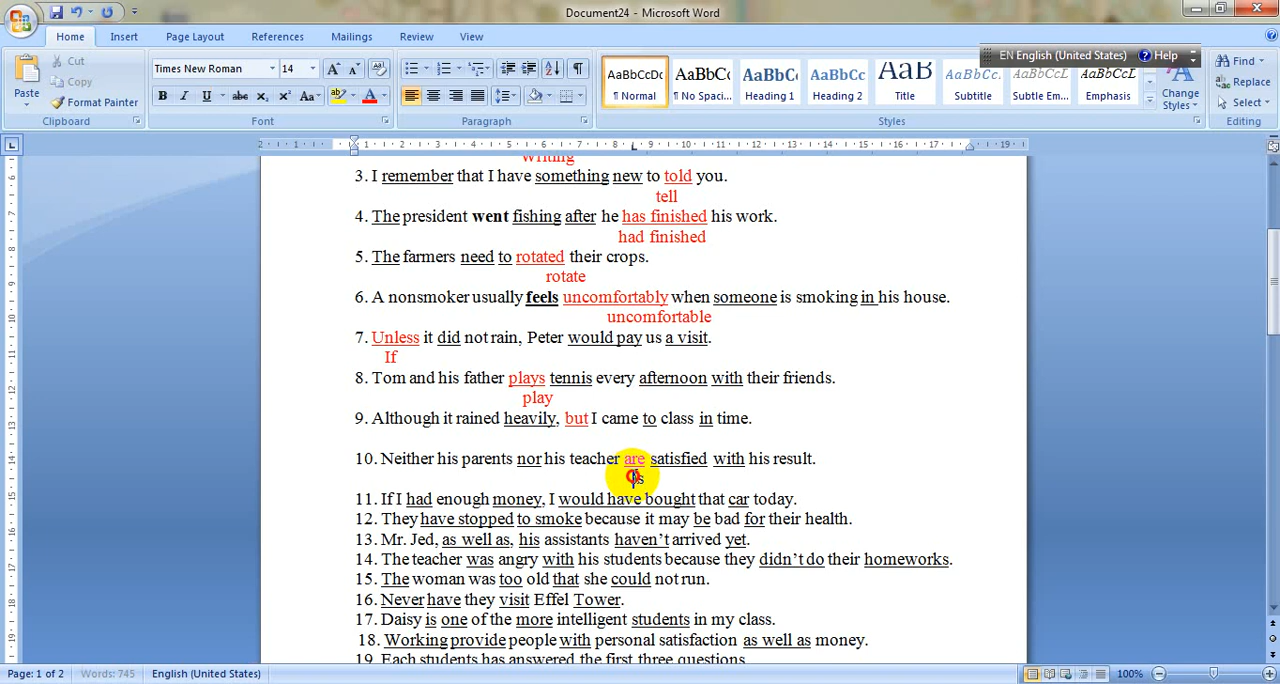 Document24 - Microsoft Word
Home Insert Page Layout References Mailings Review View
EN English (United States) Help
Paste
Cut
Copy
Format Painter
Clipboard
Times New Roman 14
Font
Paragraph
AaBbCcDc AaBbCcDc AaBbCc AaBbCc AaB AaBbCc. AaBbCcDc AaBbCcDc
¶ Normal ¶ No Spaci... Heading 1 Heading 2 Title Subtitle Subtle Em... Emphasis
Change Styles
Styles
Find
Replace
Select
Editing
Writing
3. I remember that I have something new to told you.
tell
4. The president went fishing after he has finished his work.
had finished
5. The farmers need to rotated their crops.
rotate
6. A nonsmoker usually feels uncomfortably when someone is smoking in his house.
uncomfortable
7. Unless it did not rain, Peter would pay us a visit.
If
8. Tom and his father plays tennis every afternoon with their friends.
play
9. Although it rained heavily, but I came to class in time.
10. Neither his parents nor his teacher are satisfied with his result.
is
11. If I had enough money, I would have bought that car today.
12. They have stopped to smoke because it may be bad for their health.
13. Mr. Jed, as well as, his assistants haven't arrived yet.
14. The teacher was angry with his students because they didn't do their homeworks.
15. The woman was too old that she could not run.
16. Never have they visit Effel Tower.
17. Daisy is one of the more intelligent students in my class.
18. Working provide people with personal satisfaction as well as money.
19. Each students has answered the first three questions.
Page: 1 of 2 Words: 745 English (United States) 100%